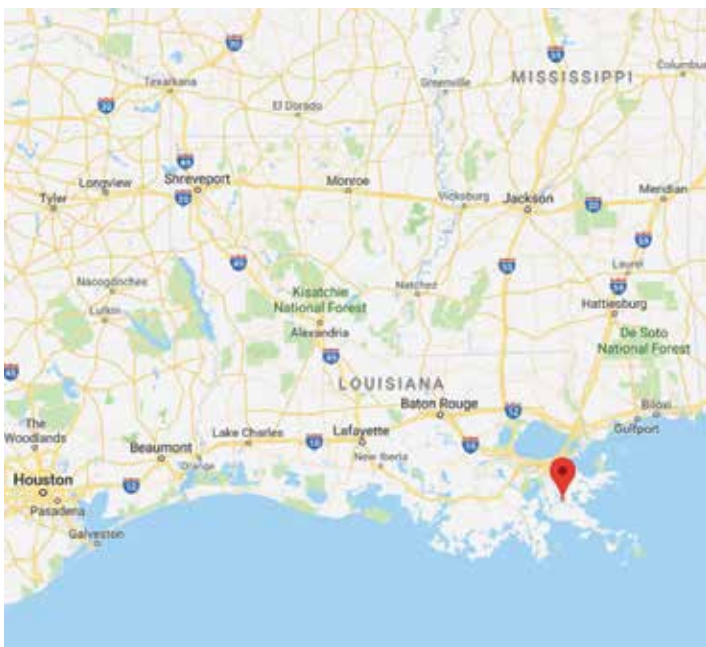 Texarkana
El Dorado
Greenville
MISSISSIPPI
Columbus
Tyler
Longview
Shreveport
Monroe
Vicksburg
Jackson
Meridian
Nacogdoches
Lufkin
Kisatchie
National Forest
Alexandria
Natchez
Laurel
Hattiesburg
De Soto
National Forest
LOUISIANA
Baton Rouge
Biloxi
Gulfport
The
Woodlands
Beaumont
Orange
Lake Charles
Lafayette
New Iberia
Houston
Pasadena
Galveston